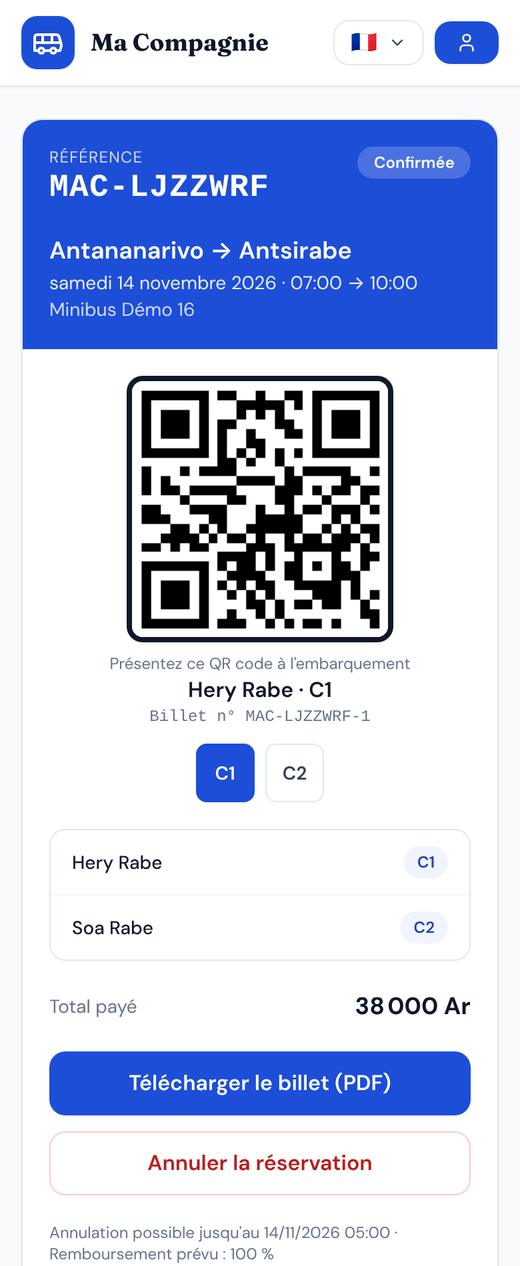 Ma Compagnie
RÉFÉRENCE
Confirmée
MAC-LJZZWRF
Antananarivo → Antsirabe
samedi 14 novembre 2026 · 07:00 → 10:00
Minibus Démo 16
Présentez ce QR code à l'embarquement
Hery Rabe · C1
Billet n° MAC-LJZZWRF-1
C1 C2
Hery Rabe C1
Soa Rabe C2
Total payé 38 000 Ar
Télécharger le billet (PDF)
Annuler la réservation
Annulation possible jusqu'au 14/11/2026 05:00 ·
Remboursement prévu : 100 %